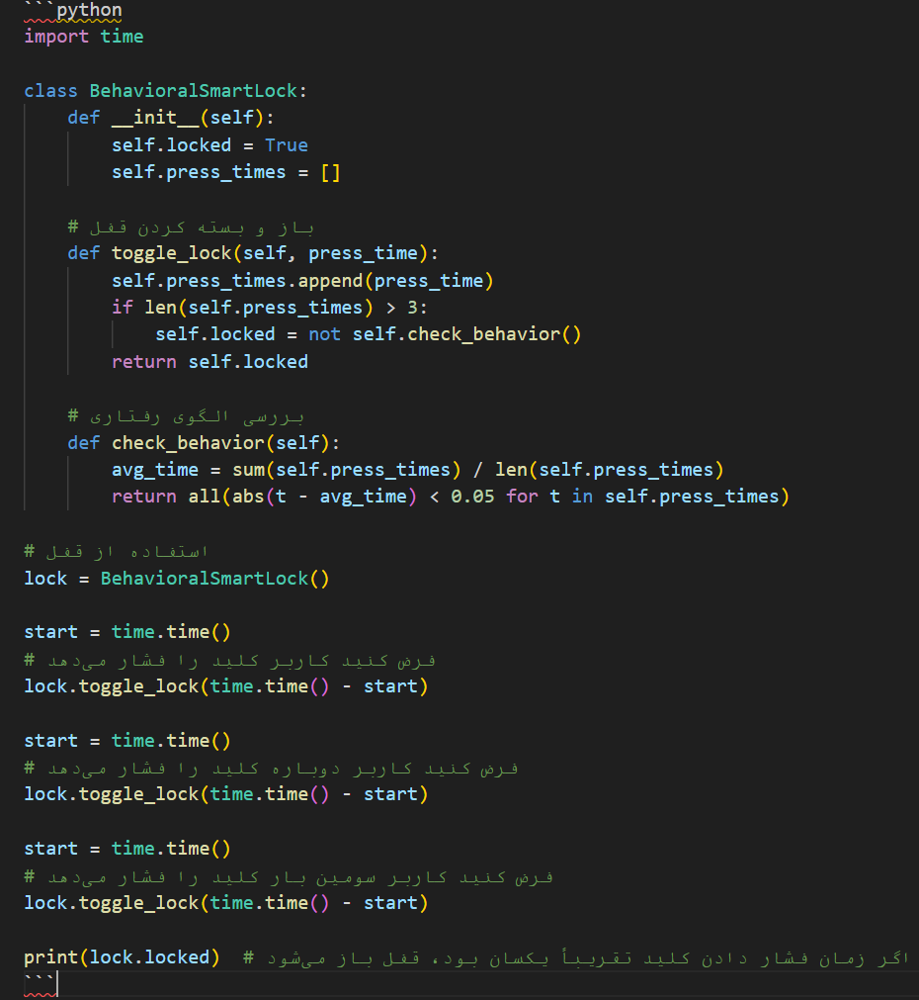 ```python
import time

class BehavioralSmartLock:
    def __init__(self):
        self.locked = True
        self.press_times = []

    # باز و بسته کردن قفل
    def toggle_lock(self, press_time):
        self.press_times.append(press_time)
        if len(self.press_times) > 3:
            self.locked = not self.check_behavior()
        return self.locked

    # بررسی الگوی رفتاری
    def check_behavior(self):
        avg_time = sum(self.press_times) / len(self.press_times)
        return all(abs(t - avg_time) < 0.05 for t in self.press_times)

# استفاده از قفل
lock = BehavioralSmartLock()

start = time.time()
# فرض کنید کاربر کلید را فشار می‌دهد
lock.toggle_lock(time.time() - start)

start = time.time()
# فرض کنید کاربر دوباره کلید را فشار می‌دهد
lock.toggle_lock(time.time() - start)

start = time.time()
# فرض کنید کاربر سومین بار کلید را فشار می‌دهد
lock.toggle_lock(time.time() - start)

print(lock.locked)  # اگر زمان فشار دادن کلید تقریباً یکسان بود، قفل باز می‌شود
```